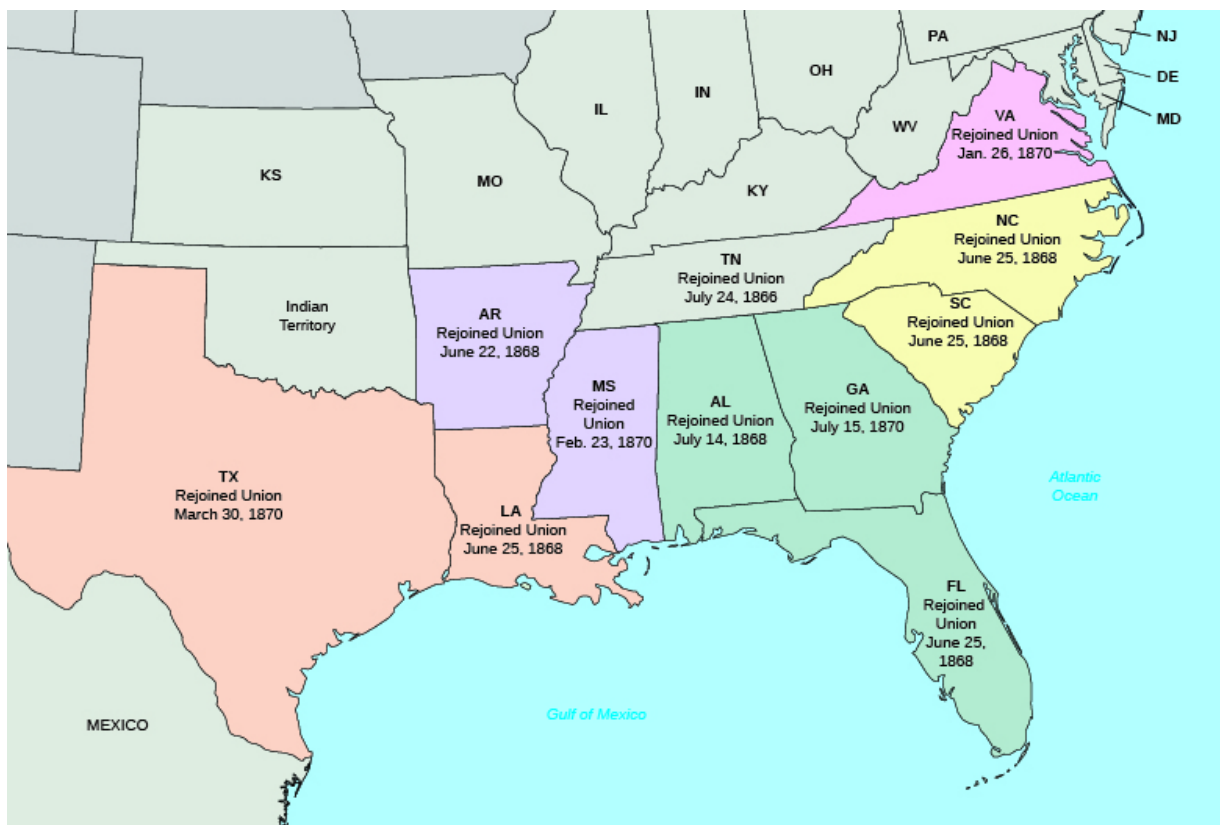 PA
NJ
OH
DE
IN
IL
MD
VA
Rejoined Union
Jan. 26, 1870
WV
KS
MO
KY
NC
Rejoined Union
June 25, 1868
TN
Rejoined Union
July 24, 1866
Indian
Territory
SC
Rejoined Union
June 25, 1868
AR
Rejoined Union
June 22, 1868
MS
Rejoined
Union
Feb. 23, 1870
AL
Rejoined Union
July 14, 1868
GA
Rejoined Union
July 15, 1870
TX
Rejoined Union
March 30, 1870
Atlantic
Ocean
LA
Rejoined Union
June 25, 1868
FL
Rejoined
Union
June 25,
1868
Gulf of Mexico
MEXICO